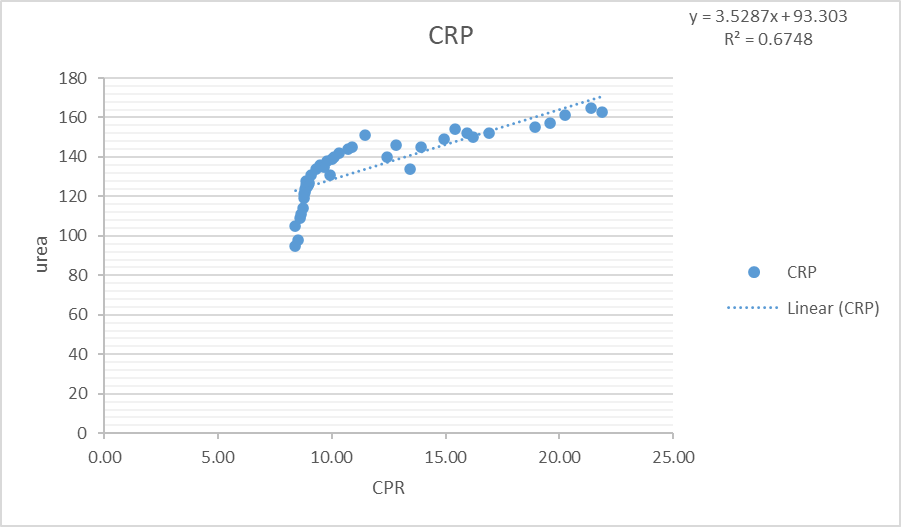 y = 3.5287x + 93.303
R² = 0.6748
CRP
180
160
140
120
100
80
60
40
20
0
urea
0.00 5.00 10.00 15.00 20.00 25.00
CPR
CRP
Linear (CRP)